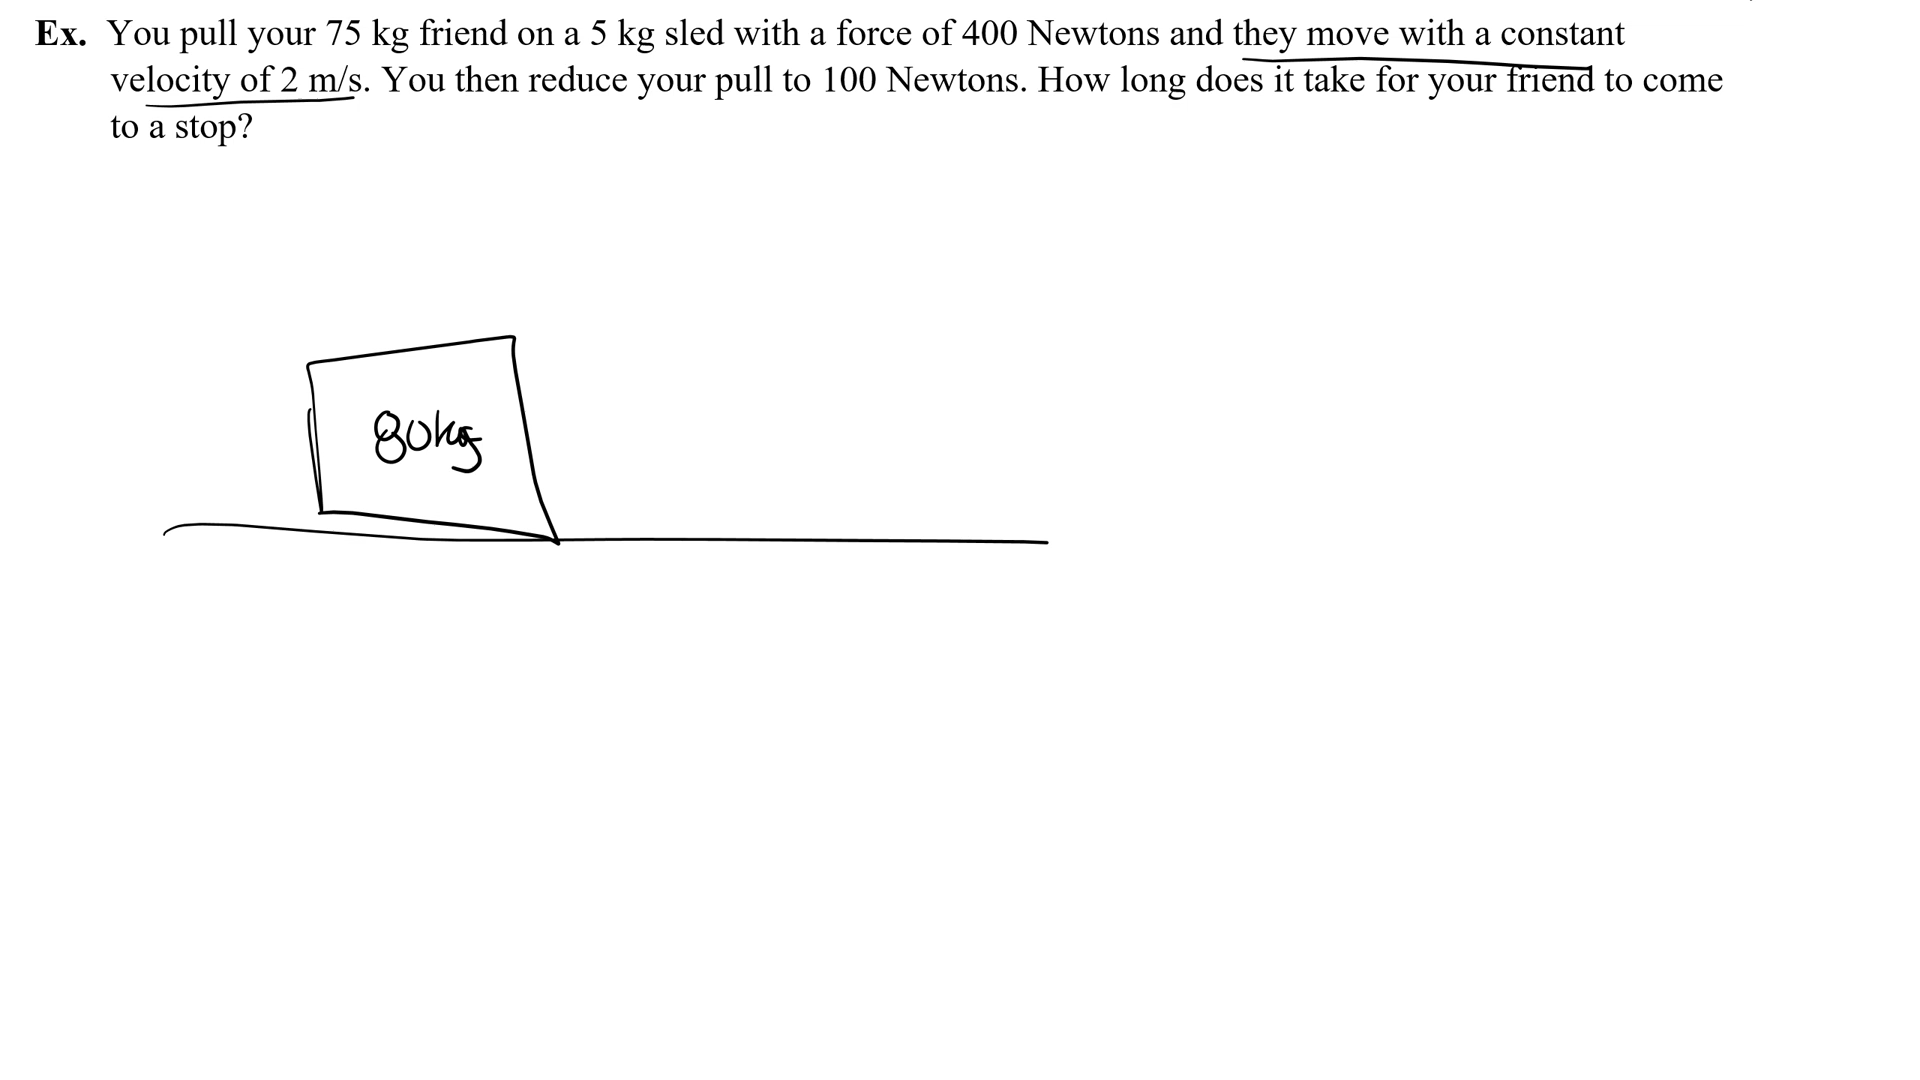 Ex. You pull your 75 kg friend on a 5 kg sled with a force of 400 Newtons and they move with a constant
velocity of 2 m/s. You then reduce your pull to 100 Newtons. How long does it take for your friend to come
to a stop?
80kg